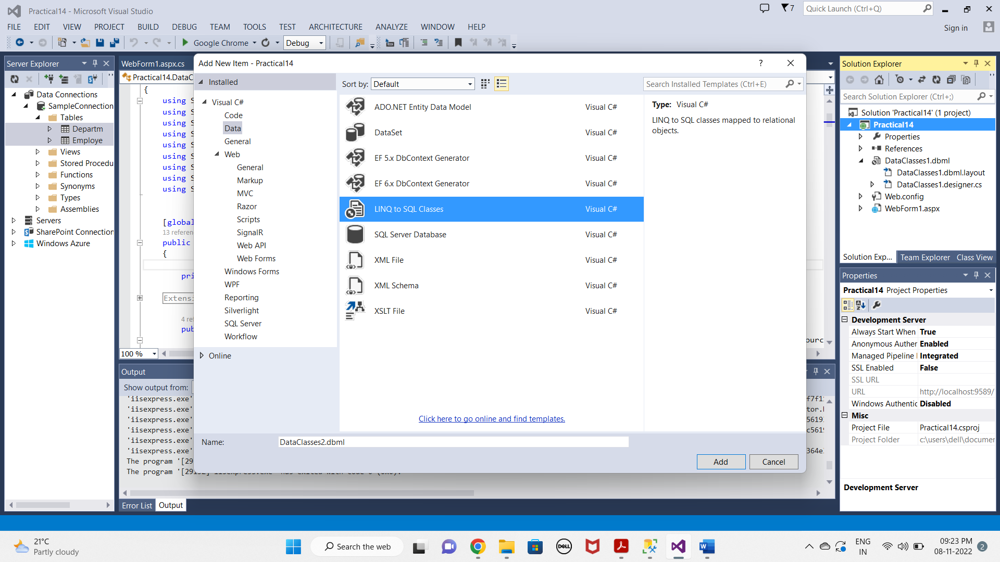 Practical14 - Microsoft Visual Studio
7
Quick Launch (Ctrl+Q)
FILE EDIT VIEW PROJECT BUILD DEBUG TEAM TOOLS TEST ARCHITECTURE ANALYZE WINDOW HELP
Sign in
Google Chrome
Debug
Server Explorer
Data Connections
SampleConnection
Tables
Departm
Employe
Views
Stored Procedu
Functions
Synonyms
Types
Assemblies
Servers
SharePoint Connection
Windows Azure
WebForm1.aspx.cs
Practical14.DataC
{
using S
using S
using S
using S
using S
using S
using S
using S
using S
[global
13 referen
public
{
pri
Extensi
4 ref
pub
ourc
100 %
Add New Item - Practical14
?
Installed
Visual C#
Code
Data
General
Web
General
Markup
MVC
Razor
Scripts
SignalR
Web API
Web Forms
Windows Forms
WPF
Reporting
Silverlight
SQL Server
Workflow
Online
Sort by: Default
Search Installed Templates (Ctrl+E)
ADO.NET Entity Data Model Visual C#
DataSet Visual C#
EF 5.x DbContext Generator Visual C#
EF 6.x DbContext Generator Visual C#
LINQ to SQL Classes Visual C#
SQL Server Database Visual C#
XML File Visual C#
XML Schema Visual C#
XSLT File Visual C#
Click here to go online and find templates.
Type: Visual C#
LINQ to SQL classes mapped to relational
objects.
Name: DataClasses2.dbml
Add Cancel
Output
Show output from:
'iisexpress.exe'
'iisexpress.exe'
'iisexpress.exe'
'iisexpress.exe'
'iisexpress.exe'
'iisexpress.exe'
The program '[29
The program '[29152] iisexpress.exe' has exited with code 0 (0x0).
Error List Output
Solution Explorer
Search Solution Explorer (Ctrl+;)
Solution 'Practical14' (1 project)
Practical14
Properties
References
DataClasses1.dbml
DataClasses1.dbml.layout
DataClasses1.designer.cs
Web.config
WebForm1.aspx
Solution Exp... Team Explorer Class View
Properties
Practical14 Project Properties
Development Server
Always Start When True
Anonymous Auther Enabled
Managed Pipeline Integrated
SSL Enabled False
SSL URL
URL http://localhost:9589/
Windows Authentic Disabled
Misc
Project File Practical14.csproj
Project Folder c:\users\dell\documer
Development Server
21°C
Partly cloudy
Search the web
DELL
ENG
IN
09:23 PM
08-11-2022
2